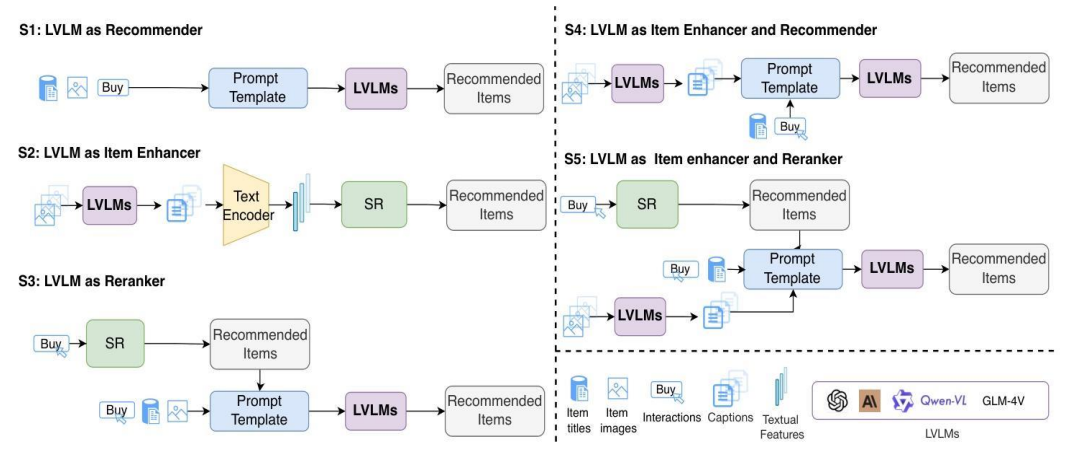 S1: LVLM as Recommender
Buy
Prompt
Template
LVLMs
Recommended
Items
S2: LVLM as Item Enhancer
LVLMs
Text
Encoder
SR
Recommended
Items
S3: LVLM as Reranker
Buy
SR
Recommended
Items
Buy
Prompt
Template
LVLMs
Recommended
Items
S4: LVLM as Item Enhancer and Recommender
LVLMs
Prompt
Template
LVLMs
Recommended
Items
Buy
S5: LVLM as Item enhancer and Reranker
Buy
SR
Recommended
Items
Buy
Prompt
Template
LVLMs
Recommended
Items
LVLMs
Item
titles
Item
images
Buy
Interactions
Captions
Textual
Features
A\
Qwen-VL
GLM-4V
LVLMs